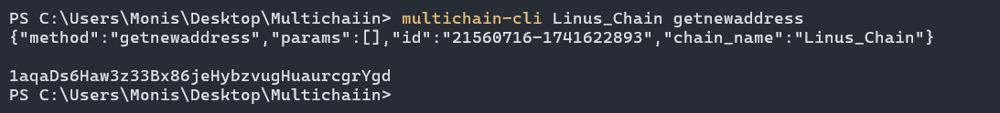 PS C:\Users\Monis\Desktop\Multichaiin> multichain-cli Linus_Chain getnewaddress
{"method":"getnewaddress","params":[],"id":"21560716-1741622893","chain_name":"Linus_Chain"}
1aqaDs6Haw3z33Bx86jeHybzvugHuaurcgrYgd
PS C:\Users\Monis\Desktop\Multichaiin>